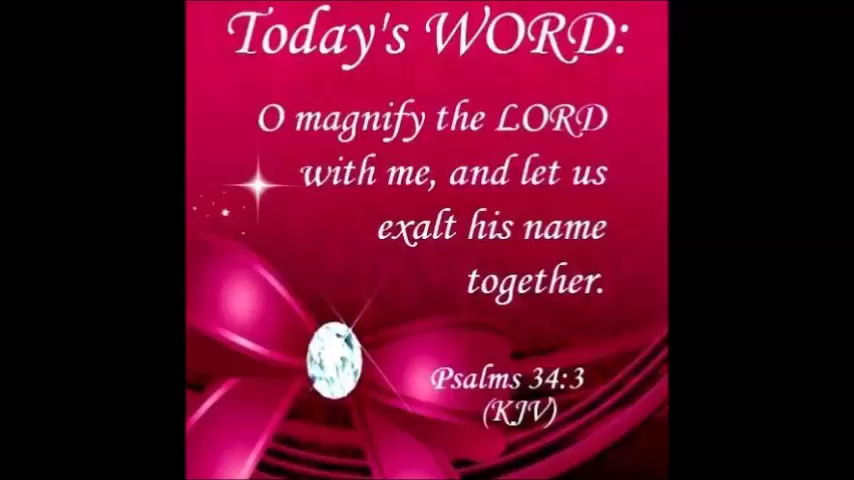 Today's WORD:
O magnify the LORD
with me, and let us
exalt his name
together.
Psalms 34:3
(KJV)